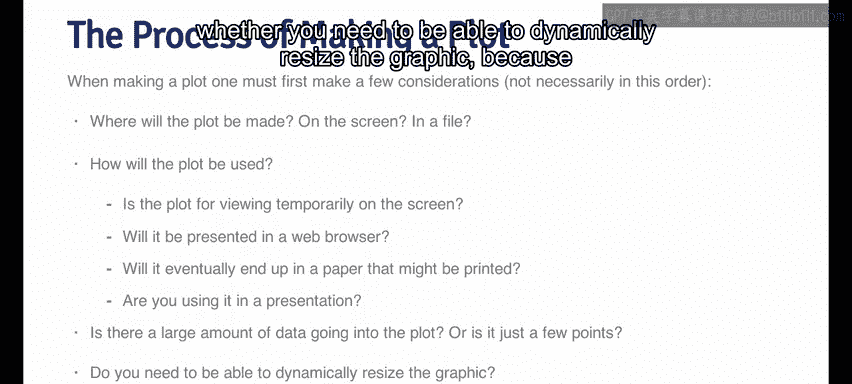 The Process of Making a Plot
whether you need to be able to dynamically
resize the graphic, because
When making a plot one must first make a few considerations (not necessarily in this order):
· Where will the plot be made? On the screen? In a file?
· How will the plot be used?
- Is the plot for viewing temporarily on the screen?
- Will it be presented in a web browser?
- Will it eventually end up in a paper that might be printed?
- Are you using it in a presentation?
· Is there a large amount of data going into the plot? Or is it just a few points?
· Do you need to be able to dynamically resize the graphic?